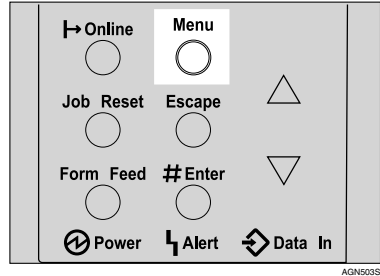 Online Menu
Job Reset Escape
Form Feed # Enter
Power Alert Data In
AGN503S